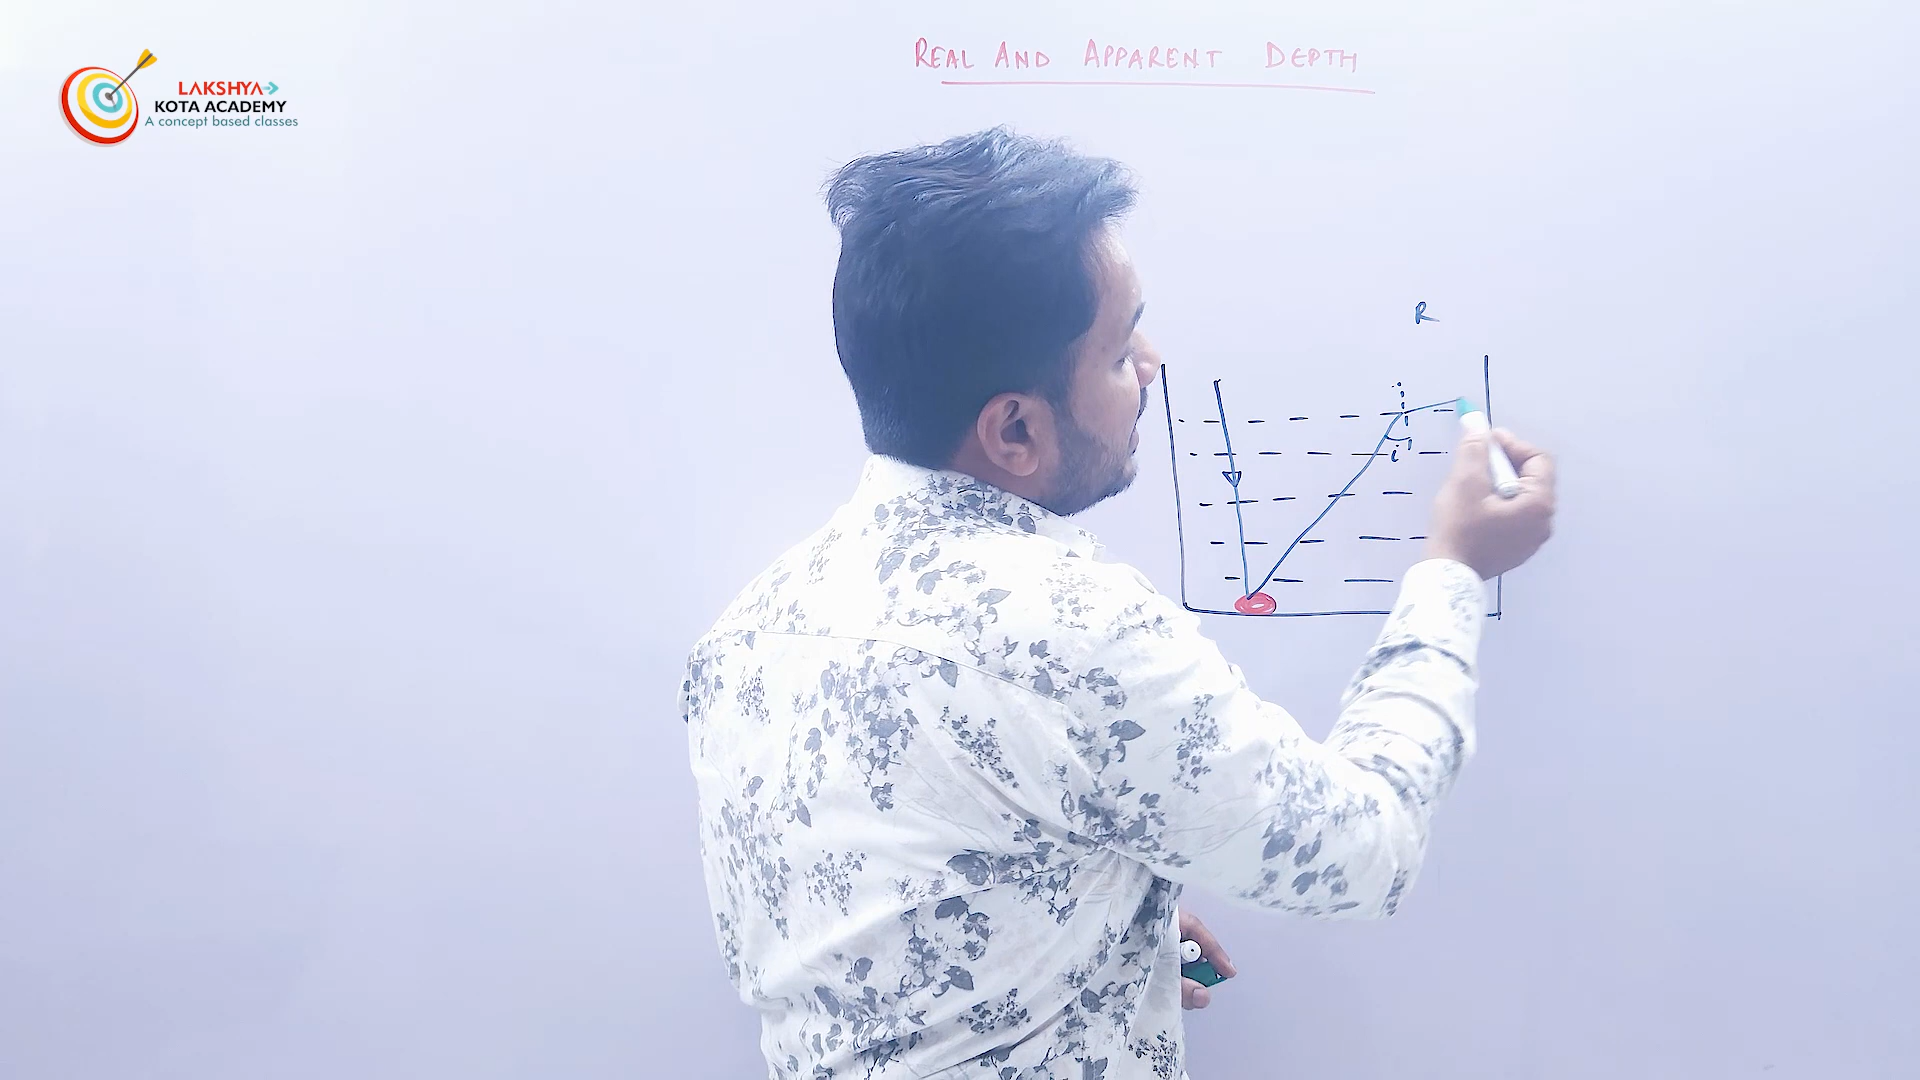 REAL AND APPARENT DEPTH
LAKSHYA
KOTA ACADEMY
A concept based classes
R
i